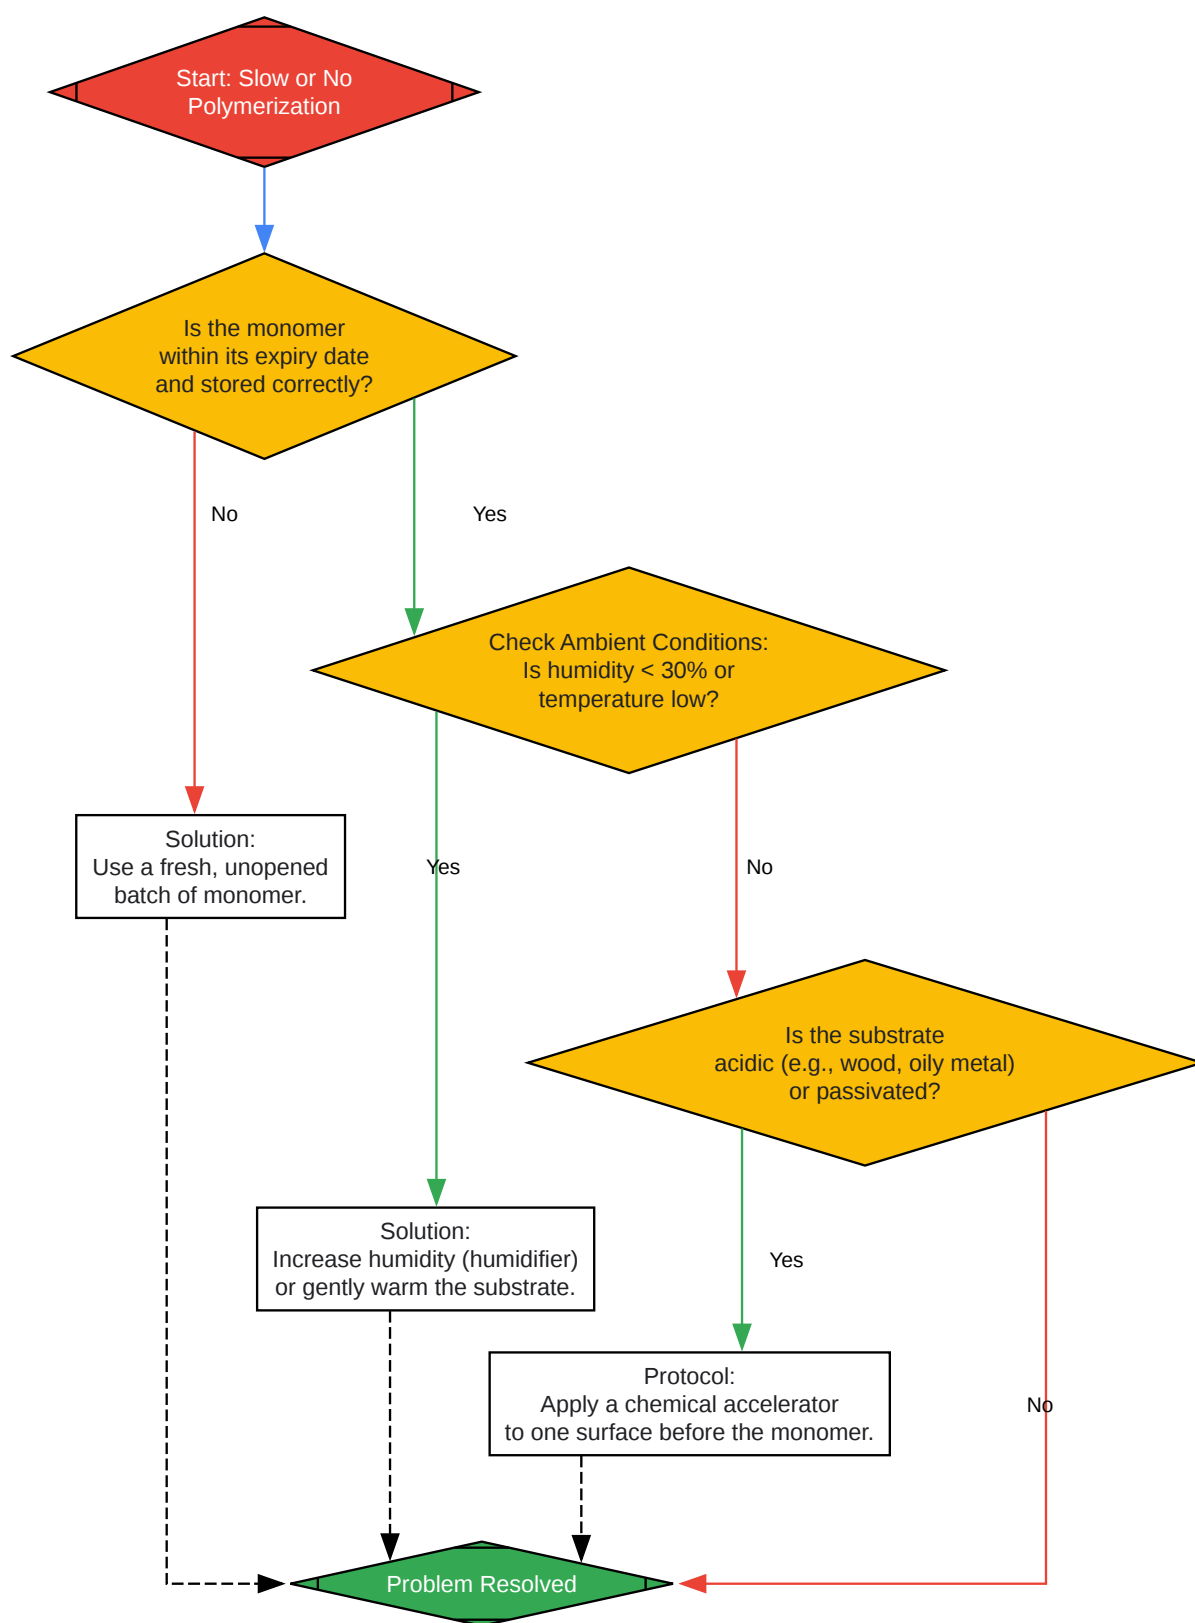 Start: Slow or No
Polymerization
Is the monomer
within its expiry date
and stored correctly?
No
Yes
Check Ambient Conditions:
Is humidity < 30% or
temperature low?
Solution:
Use a fresh, unopened
batch of monomer.
Yes
No
Is the substrate
acidic (e.g., wood, oily metal)
or passivated?
Solution:
Increase humidity (humidifier)
or gently warm the substrate.
Yes
Protocol:
Apply a chemical accelerator
to one surface before the monomer.
No
Problem Resolved